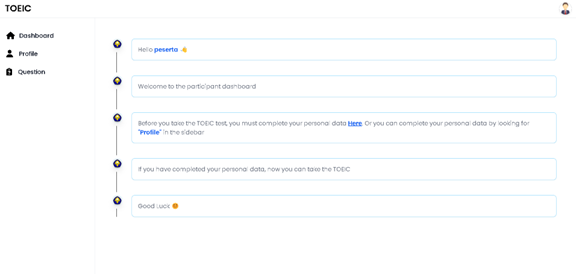 TOEIC
Dashboard
Profile
Question
Hello peserta 👋
Welcome to the participant dashboard
Before you take the TOEIC test, you must complete your personal data Here. Or you can complete your personal data by looking for
"Profile" in the sidebar
If you have completed your personal data, now you can take the TOEIC
Good Luck 😊